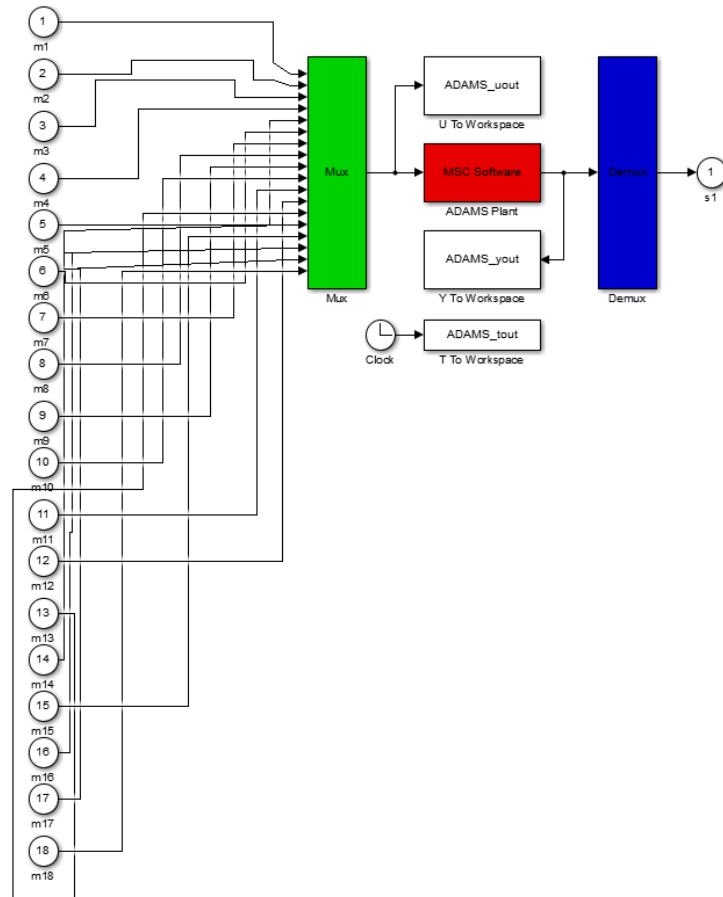 1
m1
2
m2
3
m3
4
m4
5
m5
6
m6
7
m7
8
m8
9
m9
10
m10
11
m11
12
m12
13
m13
14
m14
15
m15
16
m16
17
m17
18
m18
Mux
Mux
ADAMS_uout
U To Workspace
MSC Software
ADAMS Plant
ADAMS_yout
Y To Workspace
Clock
ADAMS_tout
T To Workspace
Demux
Demux
1
s1